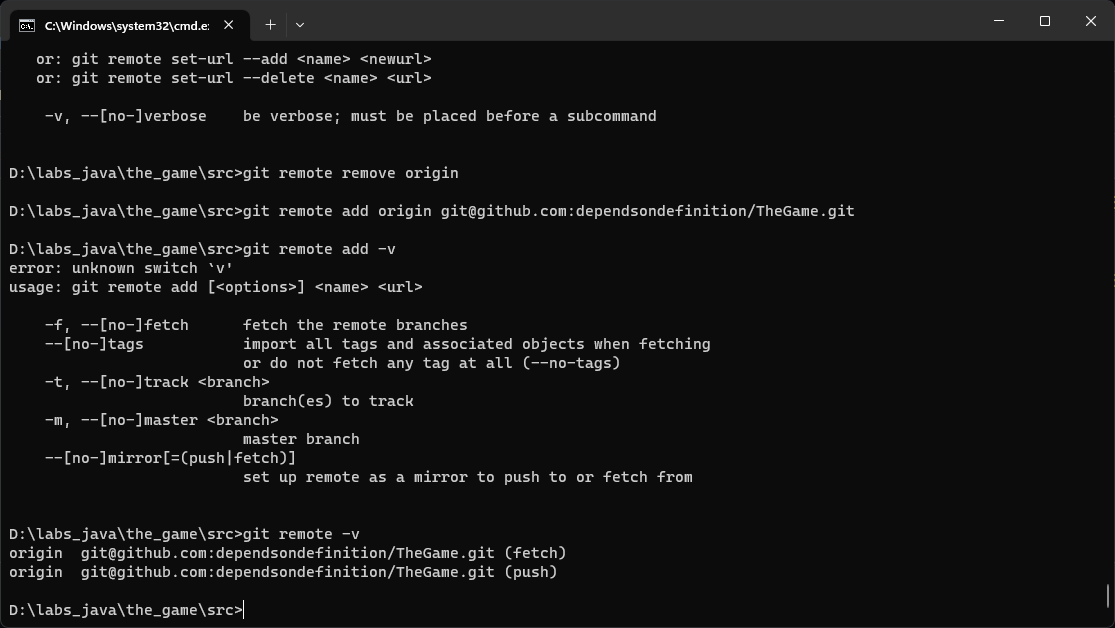 C:\Windows\system32\cmd.e
or: git remote set-url --add <name> <newurl>
or: git remote set-url --delete <name> <url>
-v, --[no-]verbose    be verbose; must be placed before a subcommand
D:\labs_java\the_game\src>git remote remove origin
D:\labs_java\the_game\src>git remote add origin git@github.com:dependsondefinition/TheGame.git
D:\labs_java\the_game\src>git remote add -v
error: unknown switch `v'
usage: git remote add [<options>] <name> <url>
-f, --[no-]fetch      fetch the remote branches
--[no-]tags           import all tags and associated objects when fetching
or do not fetch any tag at all (--no-tags)
-t, --[no-]track <branch>
branch(es) to track
-m, --[no-]master <branch>
master branch
--[no-]mirror[=(push|fetch)]
set up remote as a mirror to push to or fetch from
D:\labs_java\the_game\src>git remote -v
origin  git@github.com:dependsondefinition/TheGame.git (fetch)
origin  git@github.com:dependsondefinition/TheGame.git (push)
D:\labs_java\the_game\src>